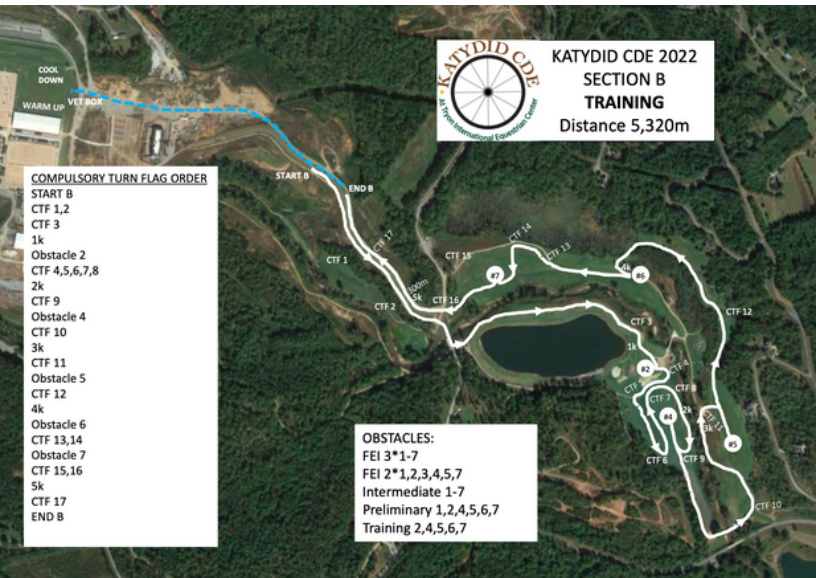 COOL
DOWN
VET BOX
WARM UP
KATYDID CDE
At Tryon International Equestrian Center
KATYDID CDE 2022
SECTION B
TRAINING
Distance 5,320m
START B
END B
COMPULSORY TURN FLAG ORDER
START B
CTF 1,2
CTF 3
1k
Obstacle 2
CTF 4,5,6,7,8
2k
CTF 9
Obstacle 4
CTF 10
3k
CTF 11
Obstacle 5
CTF 12
4k
Obstacle 6
CTF 13,14
Obstacle 7
CTF 15,16
5k
CTF 17
END B
CTF 17
CTF 1
CTF 14
CTF 15
CTF 13
#7
4k
#6
300m
5k
CTF 16
CTF 2
CTF 12
CTF 3
1k
#2
CTF 4
CTF 5
CTF 8
CTF 7
2k
#4
CTF 11
3k
#5
CTF 6
CTF 9
CTF 10
OBSTACLES:
FEI 3*1-7
FEI 2*1,2,3,4,5,7
Intermediate 1-7
Preliminary 1,2,4,5,6,7
Training 2,4,5,6,7